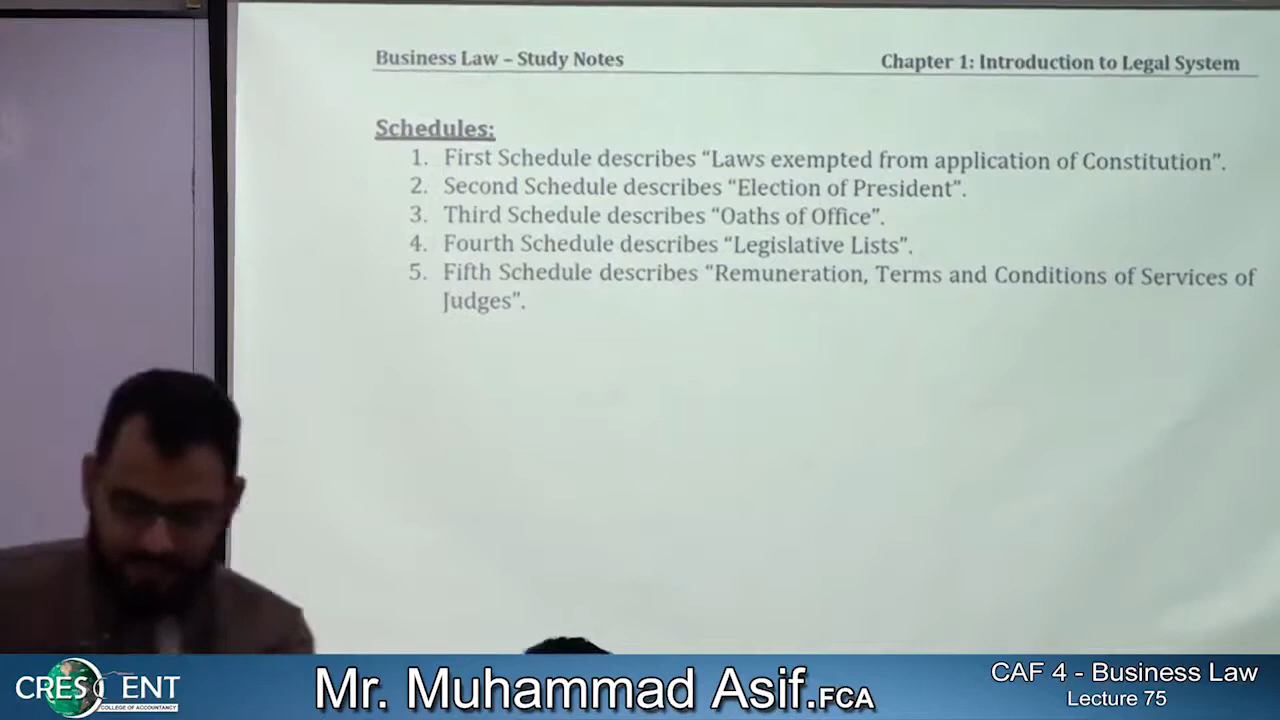 Business Law – Study Notes Chapter 1: Introduction to Legal System
Schedules:
1. First Schedule describes “Laws exempted from application of Constitution”.
2. Second Schedule describes “Election of President”.
3. Third Schedule describes “Oaths of Office”.
4. Fourth Schedule describes “Legislative Lists”.
5. Fifth Schedule describes “Remuneration, Terms and Conditions of Services of
Judges”.
CRESCENT
COLLEGE OF ACCOUNTANCY
Mr. Muhammad Asif.FCA
CAF 4 - Business Law
Lecture 75